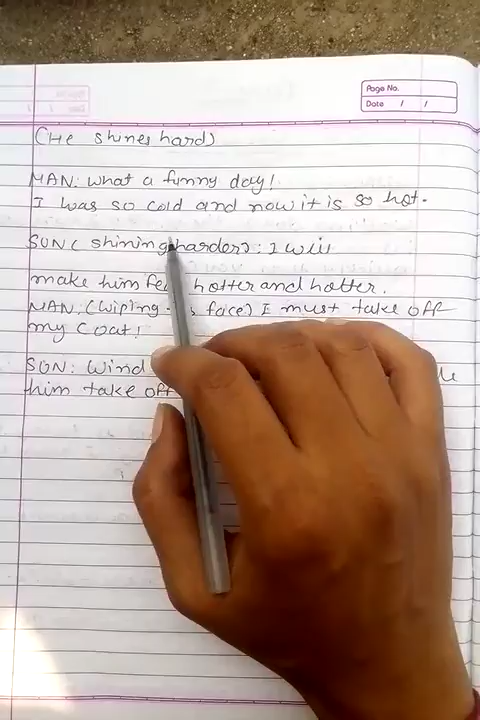 Page No.
Date / /
(He shines hard)
MAN: what a funny day!
I was so cold and now it is so hot.
SUN( shining harder): I will
make him hotter and hotter.
MAN: (wiping face) I must take off
my coat!
SUN: Wind
him take off